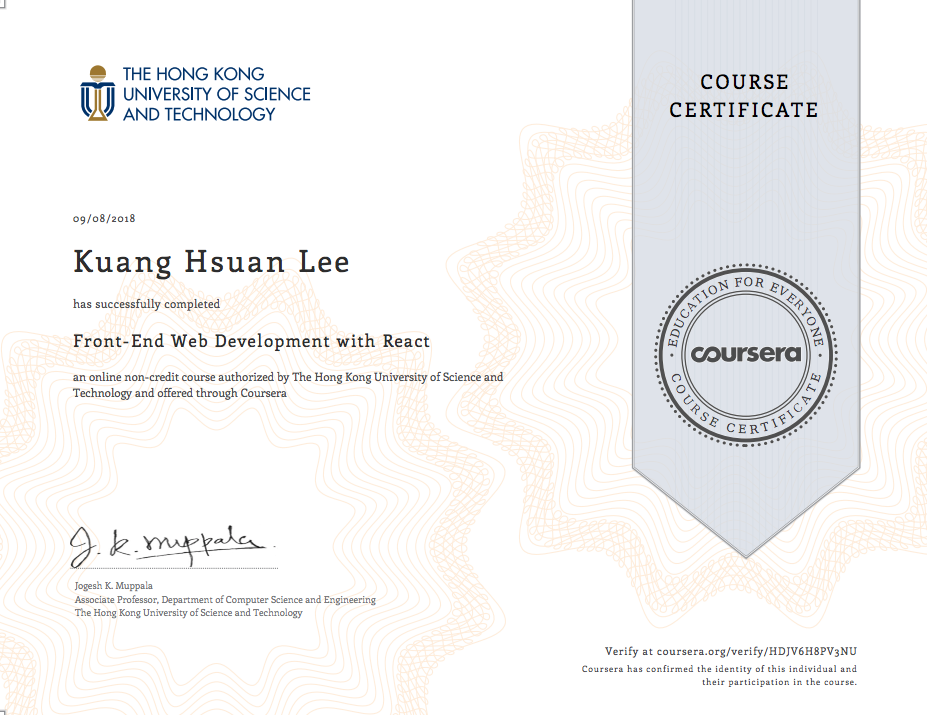 THE HONG KONG
UNIVERSITY OF SCIENCE
AND TECHNOLOGY
COURSE
CERTIFICATE
09/08/2018
Kuang Hsuan Lee
has successfully completed
Front-End Web Development with React
an online non-credit course authorized by The Hong Kong University of Science and
Technology and offered through Coursera
EDUCATION FOR EVERYONE
coursera
COURSE CERTIFICATE
J. K. Muppala
Jogesh K. Muppala
Associate Professor, Department of Computer Science and Engineering
The Hong Kong University of Science and Technology
Verify at coursera.org/verify/HDJV6H8PV3NU
Coursera has confirmed the identity of this individual and
their participation in the course.